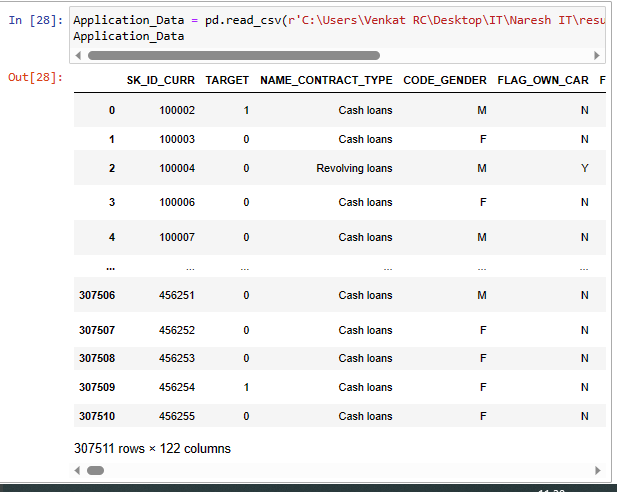 In [28]: Application_Data = pd.read_csv(r'C:\Users\Venkat RC\Desktop\IT\Naresh IT\resu
Application_Data
Out[28]:
SK_ID_CURR TARGET NAME_CONTRACT_TYPE CODE_GENDER FLAG_OWN_CAR F
0 100002 1 Cash loans M N
1 100003 0 Cash loans F N
2 100004 0 Revolving loans M Y
3 100006 0 Cash loans F N
4 100007 0 Cash loans M N
... ... ... ... ... ...
307506 456251 0 Cash loans M N
307507 456252 0 Cash loans F N
307508 456253 0 Cash loans F N
307509 456254 1 Cash loans F N
307510 456255 0 Cash loans F N
307511 rows × 122 columns